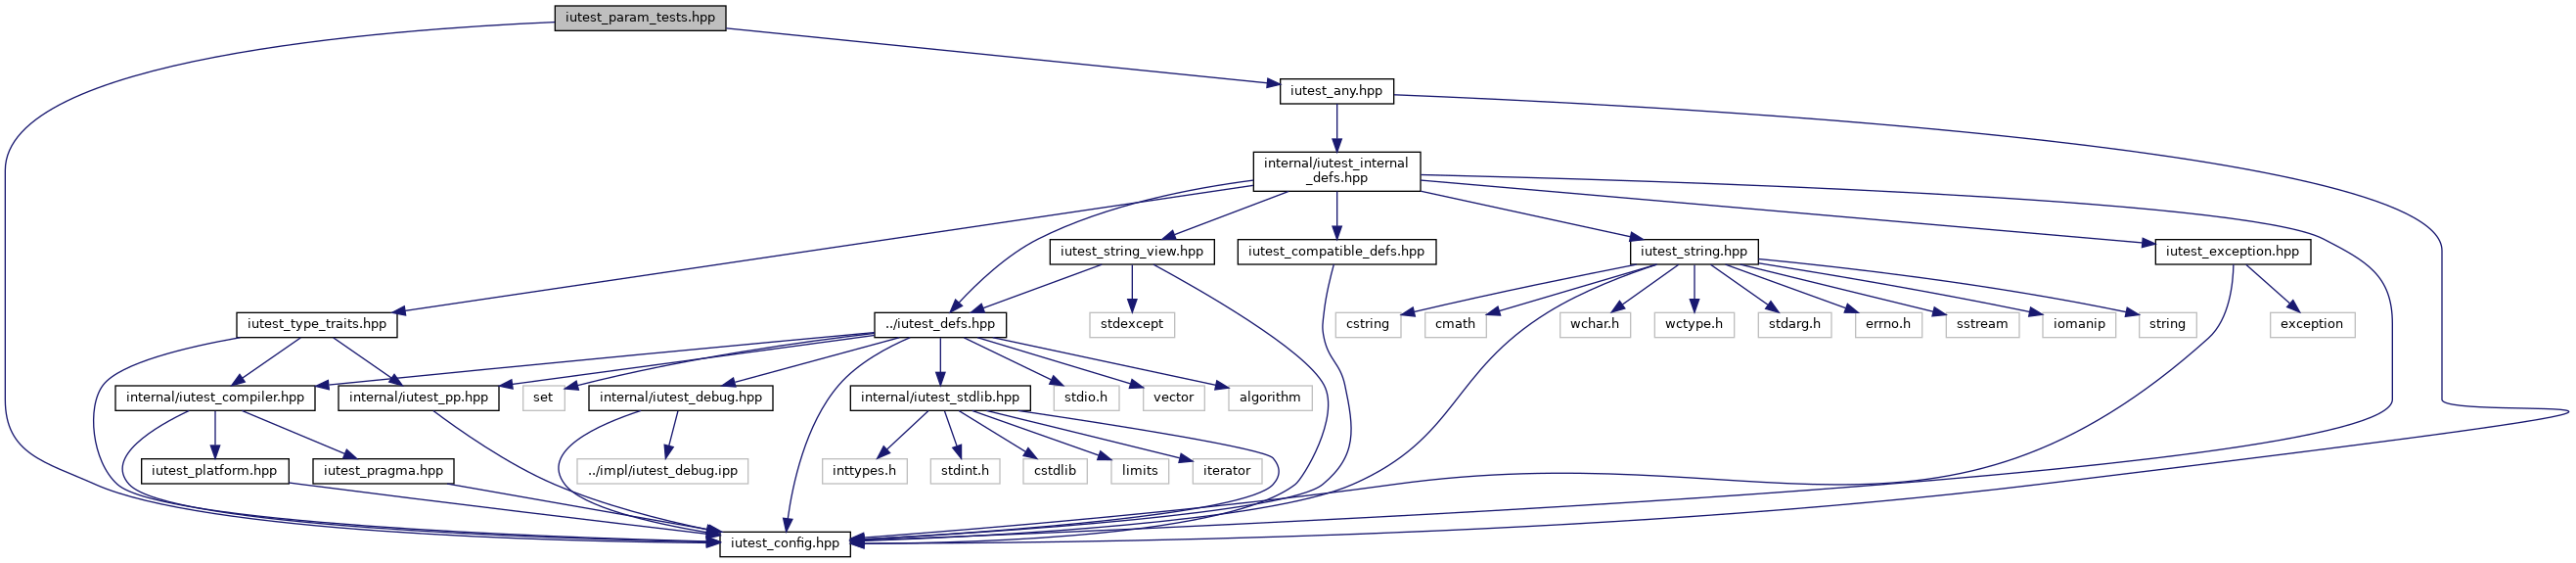 iutest_param_tests.hpp
iutest_any.hpp
internal/iutest_internal
_defs.hpp
iutest_string_view.hpp
iutest_compatible_defs.hpp
iutest_string.hpp
iutest_exception.hpp
iutest_type_traits.hpp
../iutest_defs.hpp
stdexcept
cstring
cmath
wchar.h
wctype.h
stdarg.h
errno.h
sstream
iomanip
string
exception
internal/iutest_compiler.hpp
internal/iutest_pp.hpp
set
internal/iutest_debug.hpp
internal/iutest_stdlib.hpp
stdio.h
vector
algorithm
iutest_platform.hpp
iutest_pragma.hpp
../impl/iutest_debug.ipp
inttypes.h
stdint.h
cstdlib
limits
iterator
iutest_config.hpp